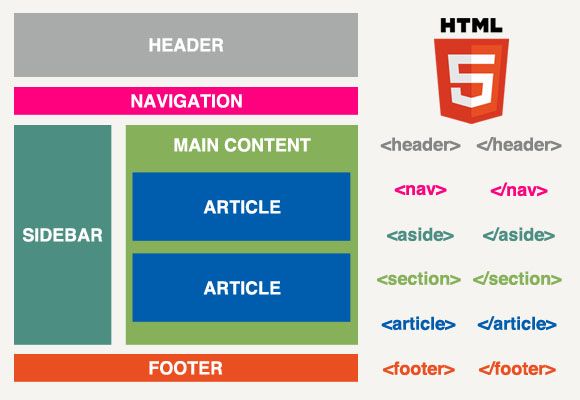 HEADER
NAVIGATION
SIDEBAR
MAIN CONTENT
ARTICLE
ARTICLE
FOOTER
HTML
5
<header> </header>
<nav> </nav>
<aside> </aside>
<section> </section>
<article> </article>
<footer> </footer>